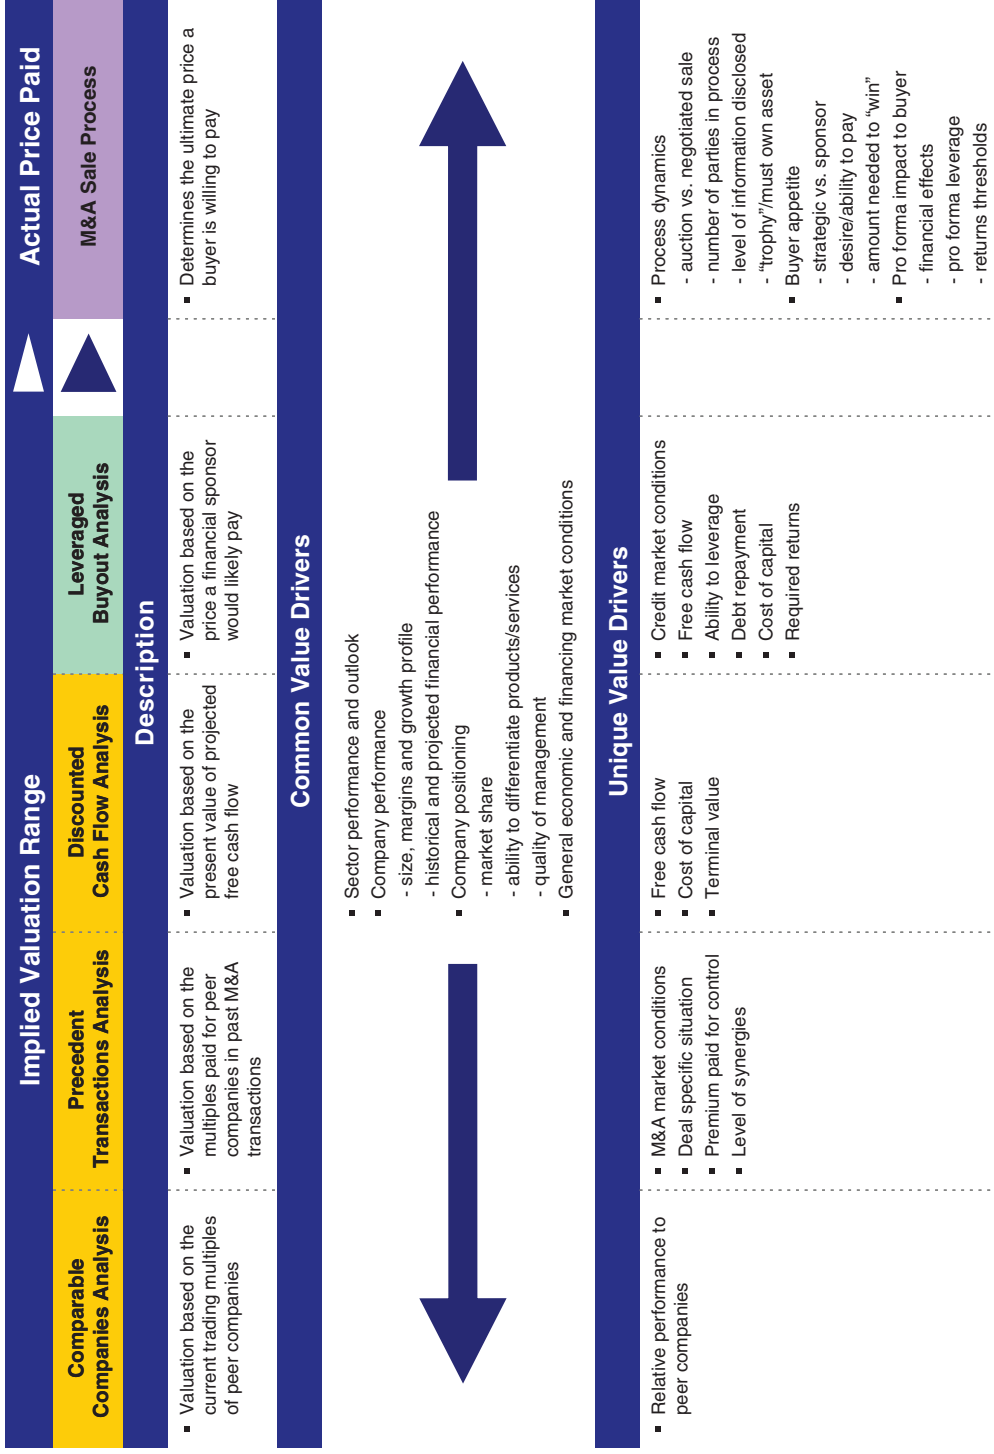 Implied Valuation Range
Actual Price Paid
Comparable
Companies Analysis
Precedent
Transactions Analysis
Discounted
Cash Flow Analysis
Leveraged
Buyout Analysis
M&A Sale Process
Description
▪ Valuation based on the
current trading multiples
of peer companies
▪ Valuation based on the
multiples paid for peer
companies in past M&A
transactions
▪ Valuation based on the
present value of projected
free cash flow
▪ Valuation based on the
price a financial sponsor
would likely pay
▪ Determines the ultimate price a
buyer is willing to pay
Common Value Drivers
▪ Sector performance and outlook
▪ Company performance
- size, margins and growth profile
- historical and projected financial performance
▪ Company positioning
- market share
- ability to differentiate products/services
- quality of management
▪ General economic and financing market conditions
Unique Value Drivers
▪ Relative performance to
peer companies
▪ M&A market conditions
▪ Deal specific situation
▪ Premium paid for control
▪ Level of synergies
▪ Free cash flow
▪ Cost of capital
▪ Terminal value
▪ Credit market conditions
▪ Free cash flow
▪ Ability to leverage
▪ Debt repayment
▪ Cost of capital
▪ Required returns
▪ Process dynamics
- auction vs. negotiated sale
- number of parties in process
- level of information disclosed
- “trophy”/must own asset
▪ Buyer appetite
- strategic vs. sponsor
- desire/ability to pay
- amount needed to “win”
▪ Pro forma impact to buyer
- financial effects
- pro forma leverage
- returns thresholds